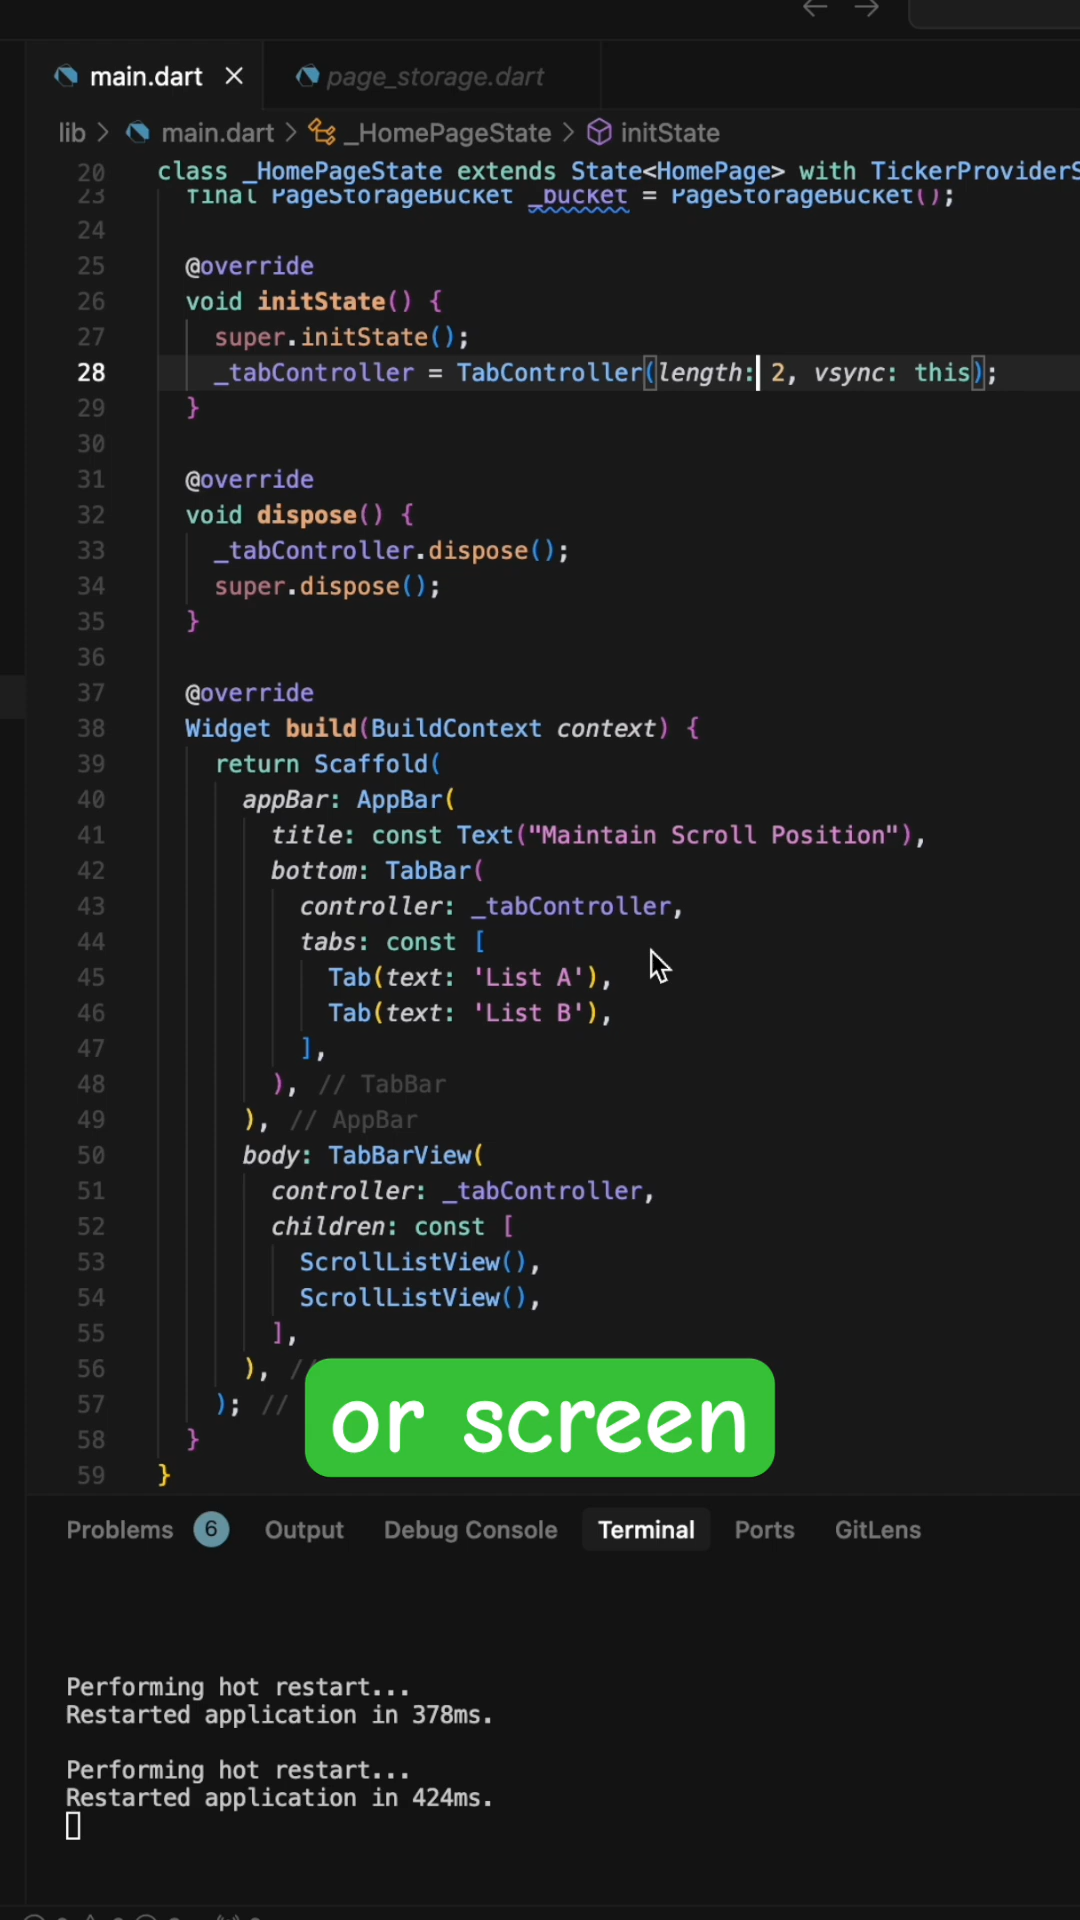 main.dart
page_storage.dart
lib > main.dart > _HomePageState > initState
20 class _HomePageState extends State<HomePage> with TickerProviderS
23 final PageStorageBucket _bucket = PageStorageBucket();
24
25 @override
26 void initState() {
27 super.initState();
28 _tabController = TabController(length: 2, vsync: this);
29 }
30
31 @override
32 void dispose() {
33 _tabController.dispose();
34 super.dispose();
35 }
36
37 @override
38 Widget build(BuildContext context) {
39 return Scaffold(
40 appBar: AppBar(
41 title: const Text("Maintain Scroll Position"),
42 bottom: TabBar(
43 controller: _tabController,
44 tabs: const [
45 Tab(text: 'List A'),
46 Tab(text: 'List B'),
47 ],
48 ), // TabBar
49 ), // AppBar
50 body: TabBarView(
51 controller: _tabController,
52 children: const [
53 ScrollListView(),
54 ScrollListView(),
55 ],
56 ), /
57 ); //
58 }
59 }
or screen
Problems 6 Output Debug Console Terminal Ports GitLens
Performing hot restart...
Restarted application in 378ms.
Performing hot restart...
Restarted application in 424ms.